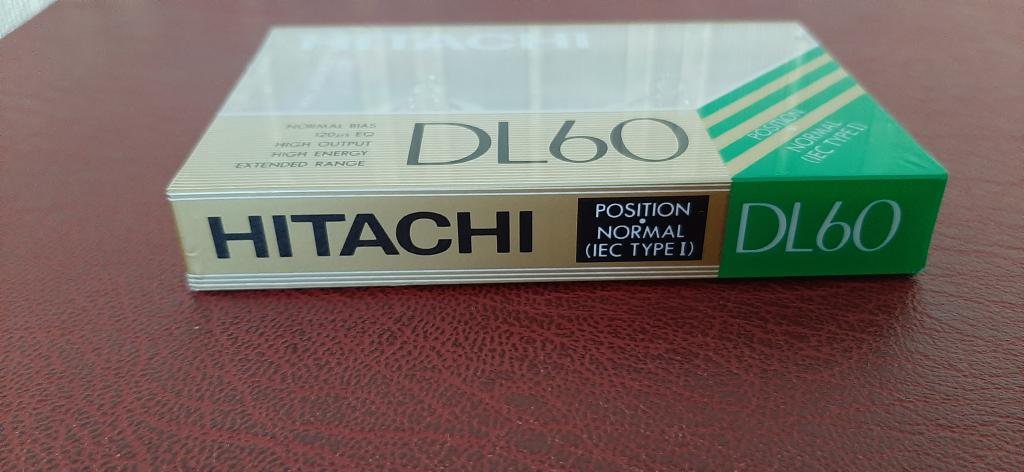 HITACHI
NORMAL BIAS
120µs EQ
HIGH OUTPUT
HIGH ENERGY
EXTENDED RANGE
DL60
POSITION
NORMAL
(IEC TYPE I)
HITACHI
POSITION
•
NORMAL
(IEC TYPE I)
DL60